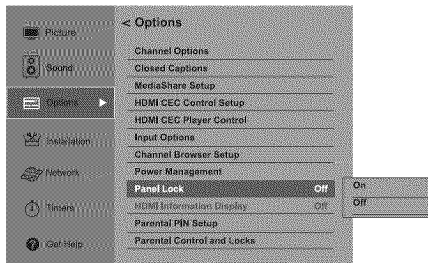 < Options
Picture
Sound
Options
Installation
Network
Timers
Get Help
Channel Options
Closed Captions
MediaShare Setup
HDMI CEC Control Setup
HDMI CEC Player Control
Input Options
Channel Browser Setup
Power Management
Panel Lock Off
HDMI Information Display Off
Parental PIN Setup
Parental Control and Locks
On
Off